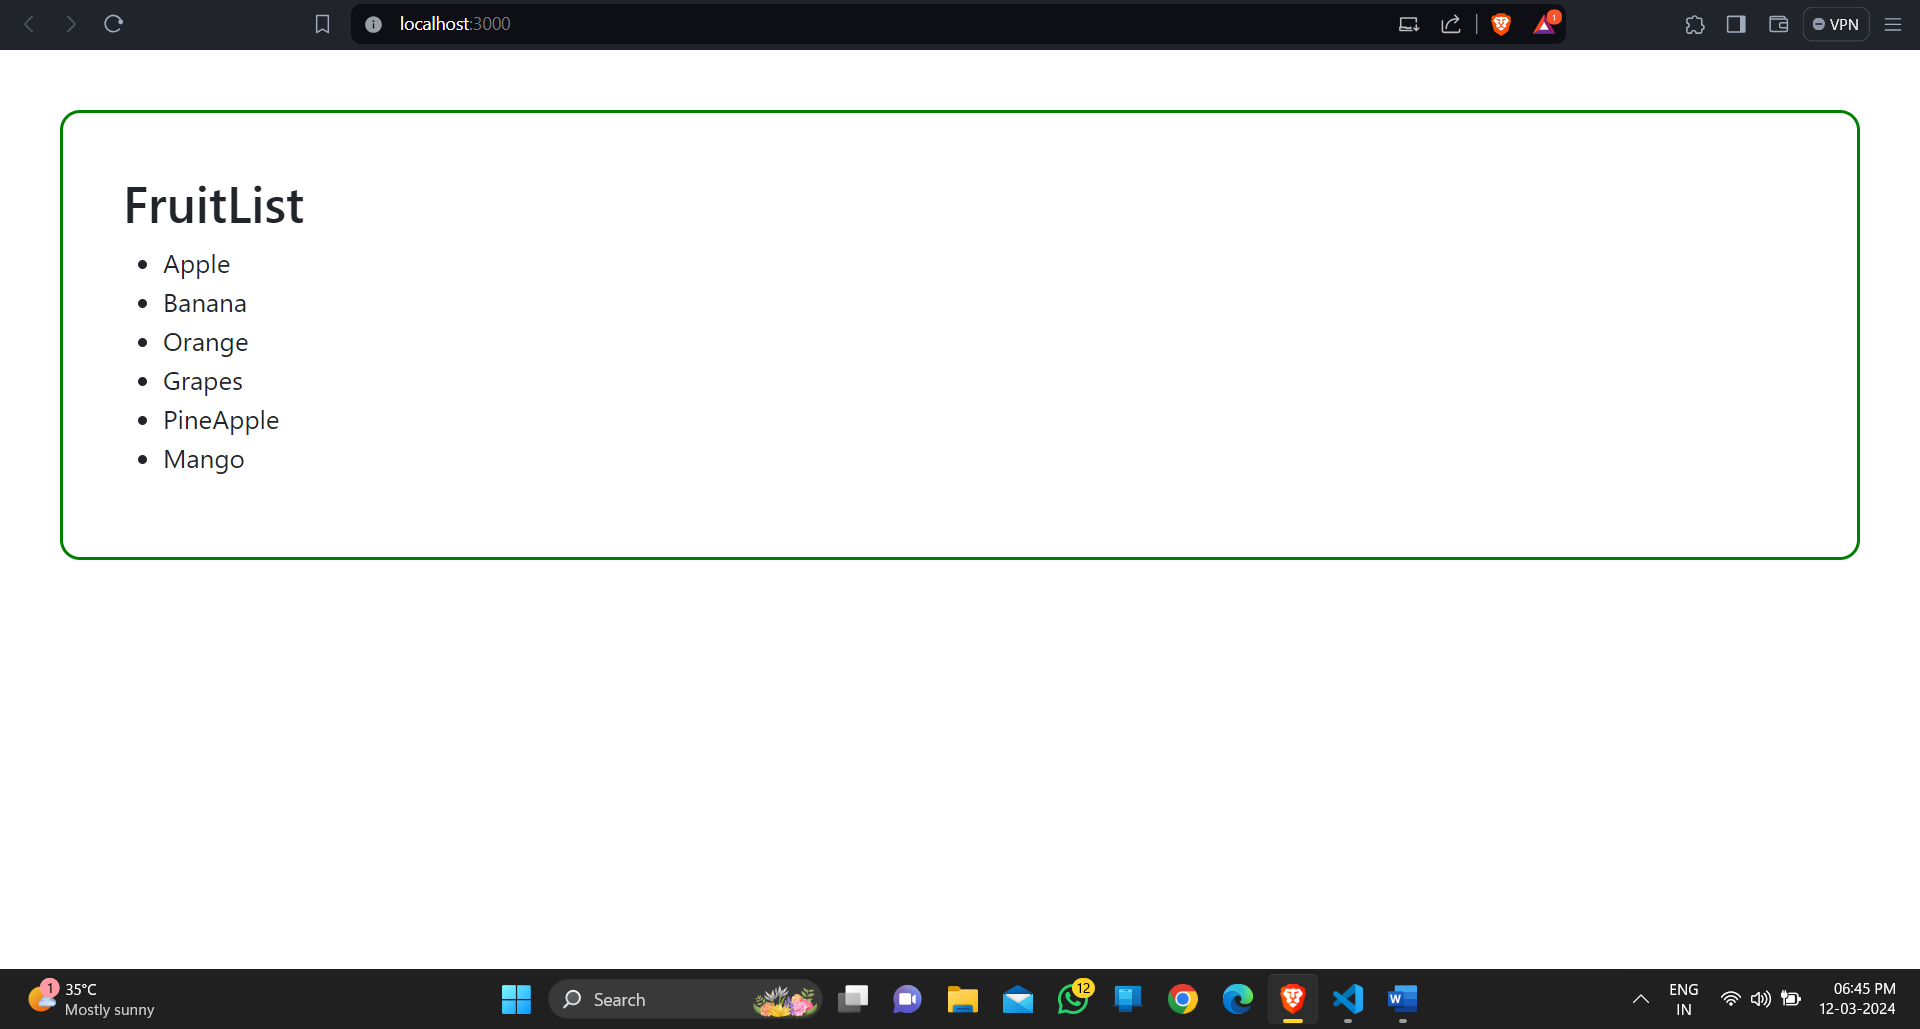 localhost:3000
1
VPN
FruitList
Apple
Banana
Orange
Grapes
PineApple
Mango
1
35°C
Mostly sunny
Search
12
W
ENG
IN
06:45 PM
12-03-2024